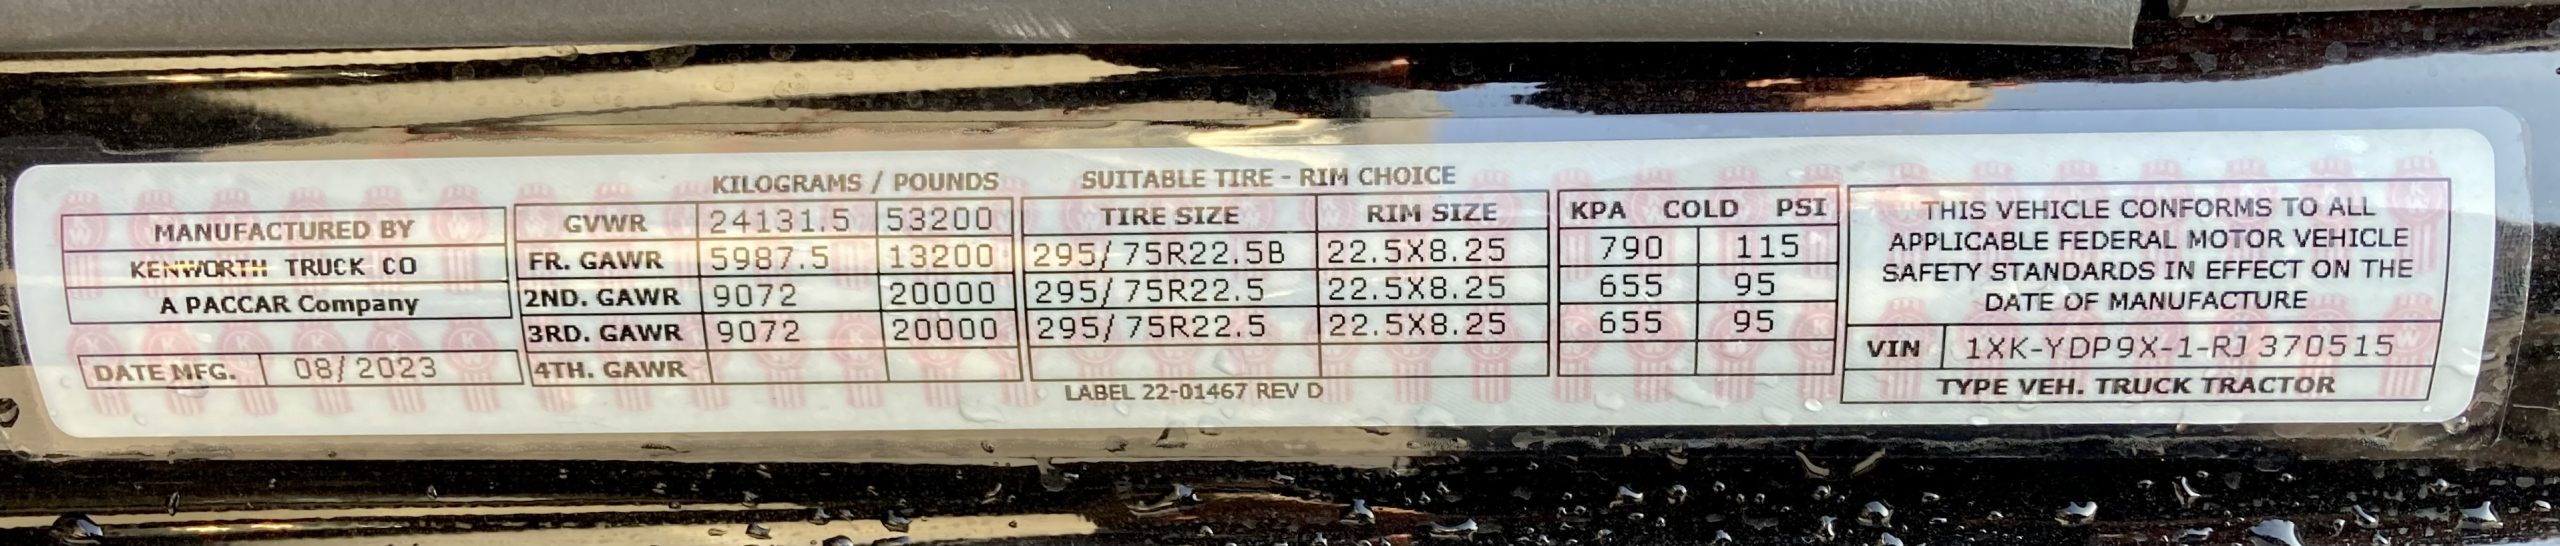 KILOGRAMS / POUNDS SUITABLE TIRE - RIM CHOICE
MANUFACTURED BY
KENWORTH TRUCK CO
A PACCAR Company
DATE MFG. 08/2023
GVWR 24131.5 53200
FR. GAWR 5987.5 13200
2ND. GAWR 9072 20000
3RD. GAWR 9072 20000
4TH. GAWR
TIRE SIZE RIM SIZE
295/75R22.5B 22.5X8.25
295/75R22.5 22.5X8.25
295/75R22.5 22.5X8.25
LABEL 22-01467 REV D
KPA COLD PSI
790 115
655 95
655 95
THIS VEHICLE CONFORMS TO ALL
APPLICABLE FEDERAL MOTOR VEHICLE
SAFETY STANDARDS IN EFFECT ON THE
DATE OF MANUFACTURE
VIN 1XK-YDP9X-1-RJ370515
TYPE VEH. TRUCK TRACTOR